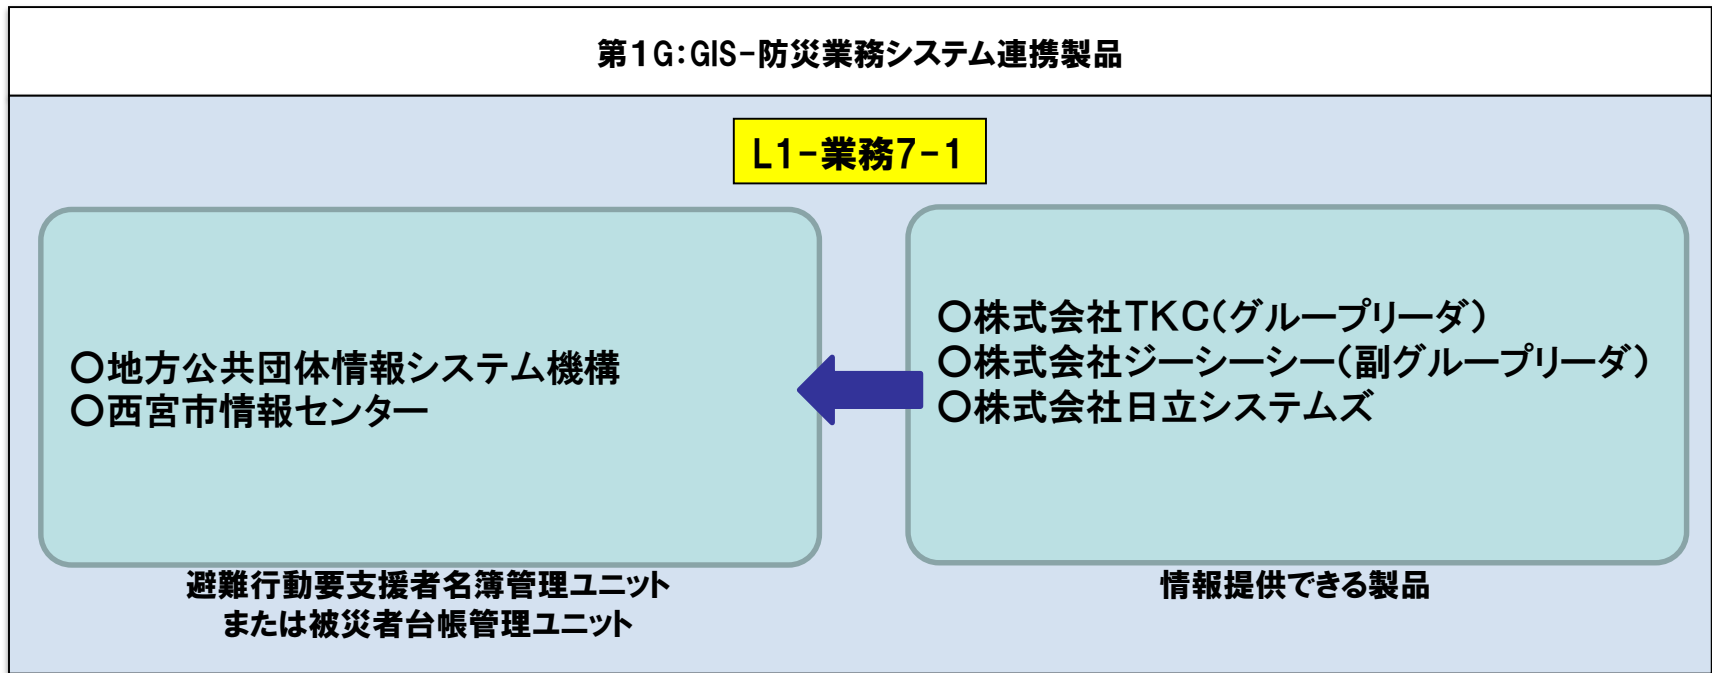 第１G：GIS-防災業務システム連携製品
L1-業務7-1
〇地方公共団体情報システム機構
〇西宮市情報センター
〇株式会社TKC（グループリーダ）
〇株式会社ジーシーシー（副グループリーダ）
〇株式会社日立システムズ
避難行動要支援者名簿管理ユニット
または被災者台帳管理ユニット
情報提供できる製品